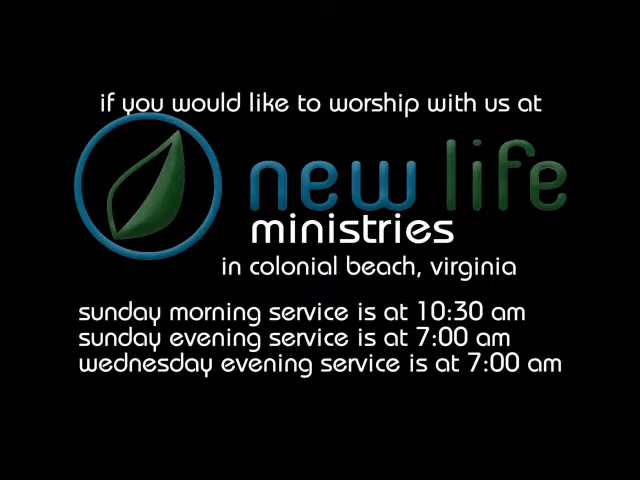 if you would like to worship with us at
new life
ministries
in colonial beach, virginia
sunday morning service is at 10:30 am
sunday evening service is at 7:00 am
wednesday evening service is at 7:00 am